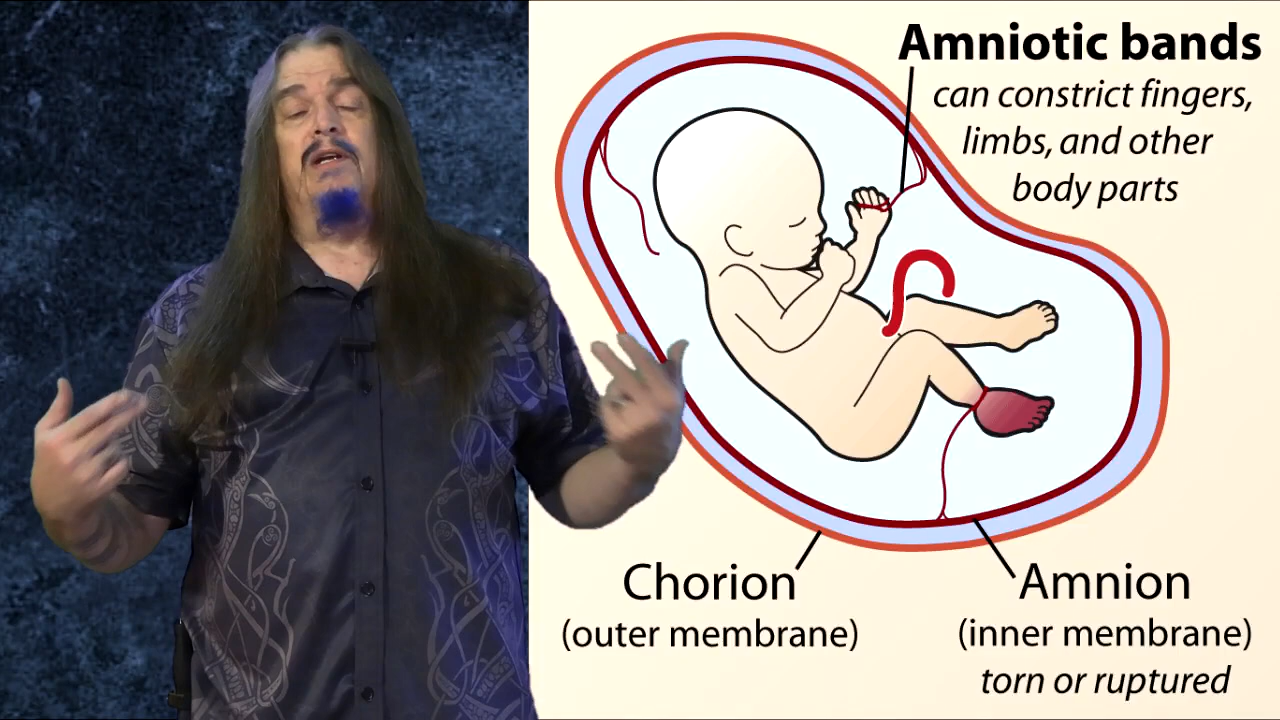 Amniotic bands
can constrict fingers,
limbs, and other
body parts
Chorion
(outer membrane)
Amnion
(inner membrane)
torn or ruptured